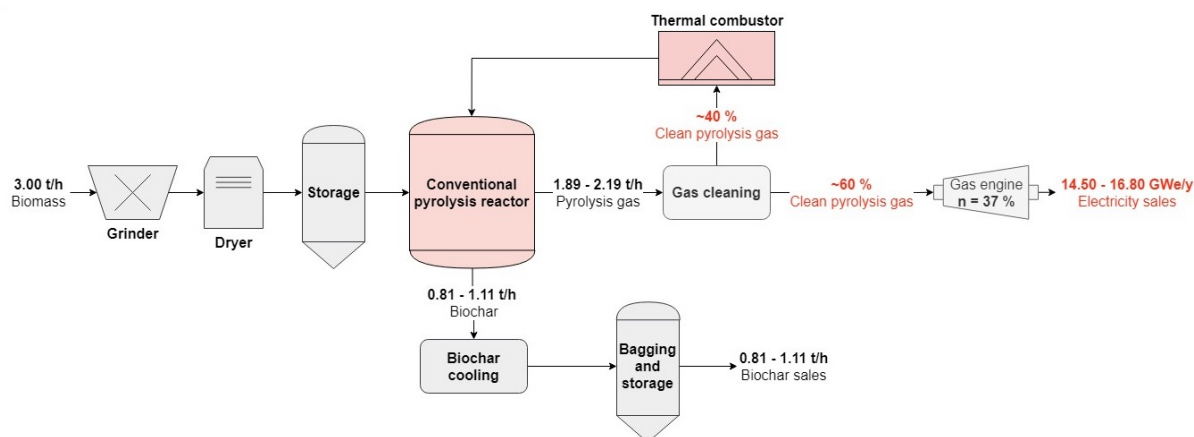 Thermal combustor
~40 %
Clean pyrolysis gas
3.00 t/h
Biomass
Grinder
Dryer
Storage
Conventional
pyrolysis reactor
1.89 - 2.19 t/h
Pyrolysis gas
Gas cleaning
~60 %
Clean pyrolysis gas
Gas engine
n = 37 %
14.50 - 16.80 GWe/y
Electricity sales
0.81 - 1.11 t/h
Biochar
Biochar
cooling
Bagging
and
storage
0.81 - 1.11 t/h
Biochar sales